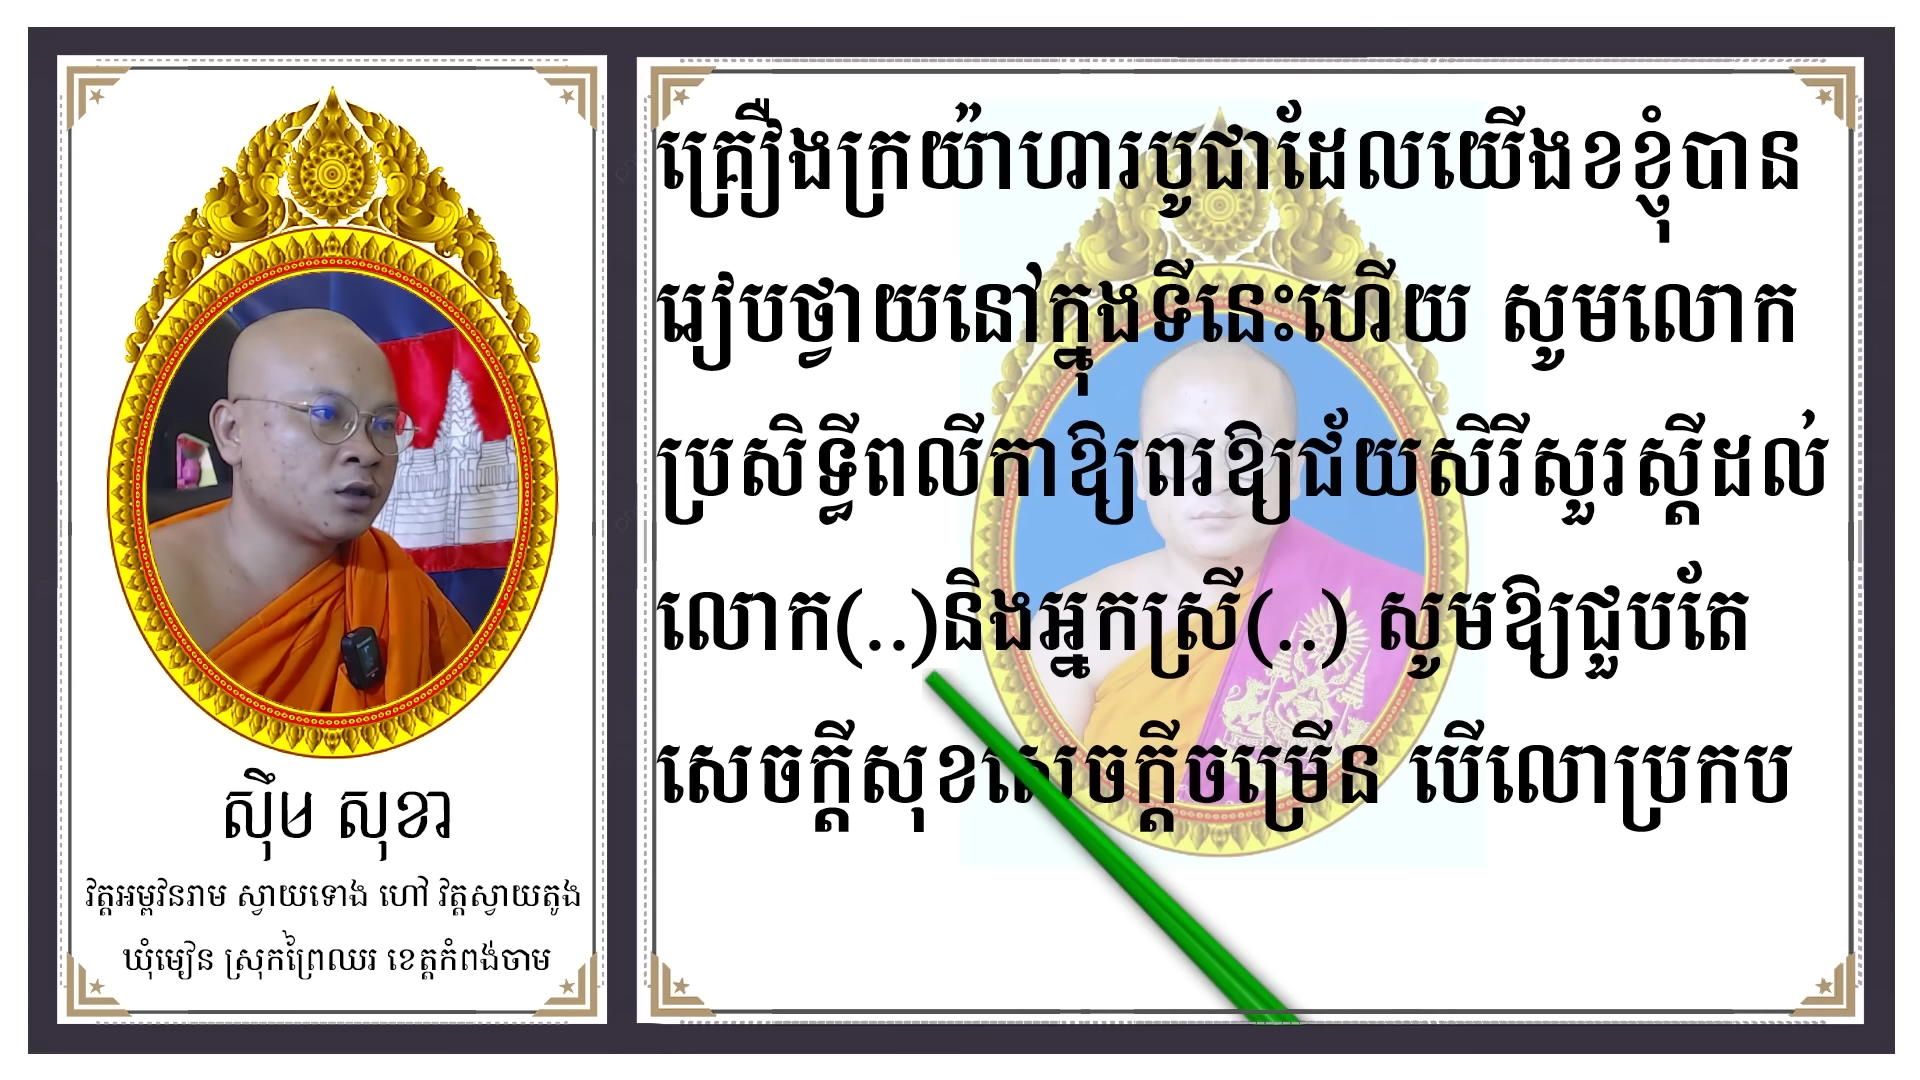 ស៊ឹម សុខា
វិត្តអម្ពវិនរាម ស្វាយទោង ហៅ វិត្តស្វាយតូង
ឃុំមៀន ស្រុកព្រៃឈរ ខេត្តកំពង់ចាម
គ្រឿងក្រយ៉ាហារបូជាដែលយើងខខ្ញុំបាន
រៀបថ្វាយនៅក្នុងទីនេះហើយ សូមលោក
ប្រសិទ្ធីពលីកាឱ្យពរឱ្យជ័យសិរីសួរស្តីដល់
លោក(..)និងអ្នកស្រី(..) សូមឱ្យជួបតែ
សេចក្តីសុខសេចក្តីចម្រើន បើលោប្រកប